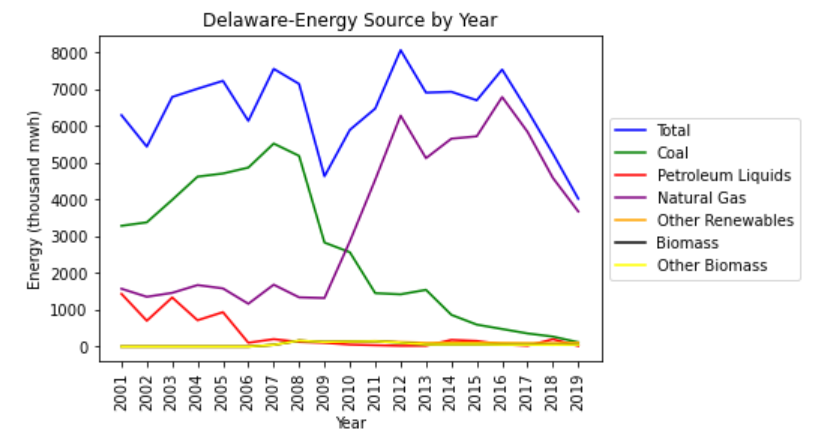 Delaware-Energy Source by Year
Energy (thousand mwh)
8000
7000
6000
5000
4000
3000
2000
1000
0
2001 2002 2003 2004 2005 2006 2007 2008 2009 2010 2011 2012 2013 2014 2015 2016 2017 2018 2019
Year
Total
Coal
Petroleum Liquids
Natural Gas
Other Renewables
Biomass
Other Biomass